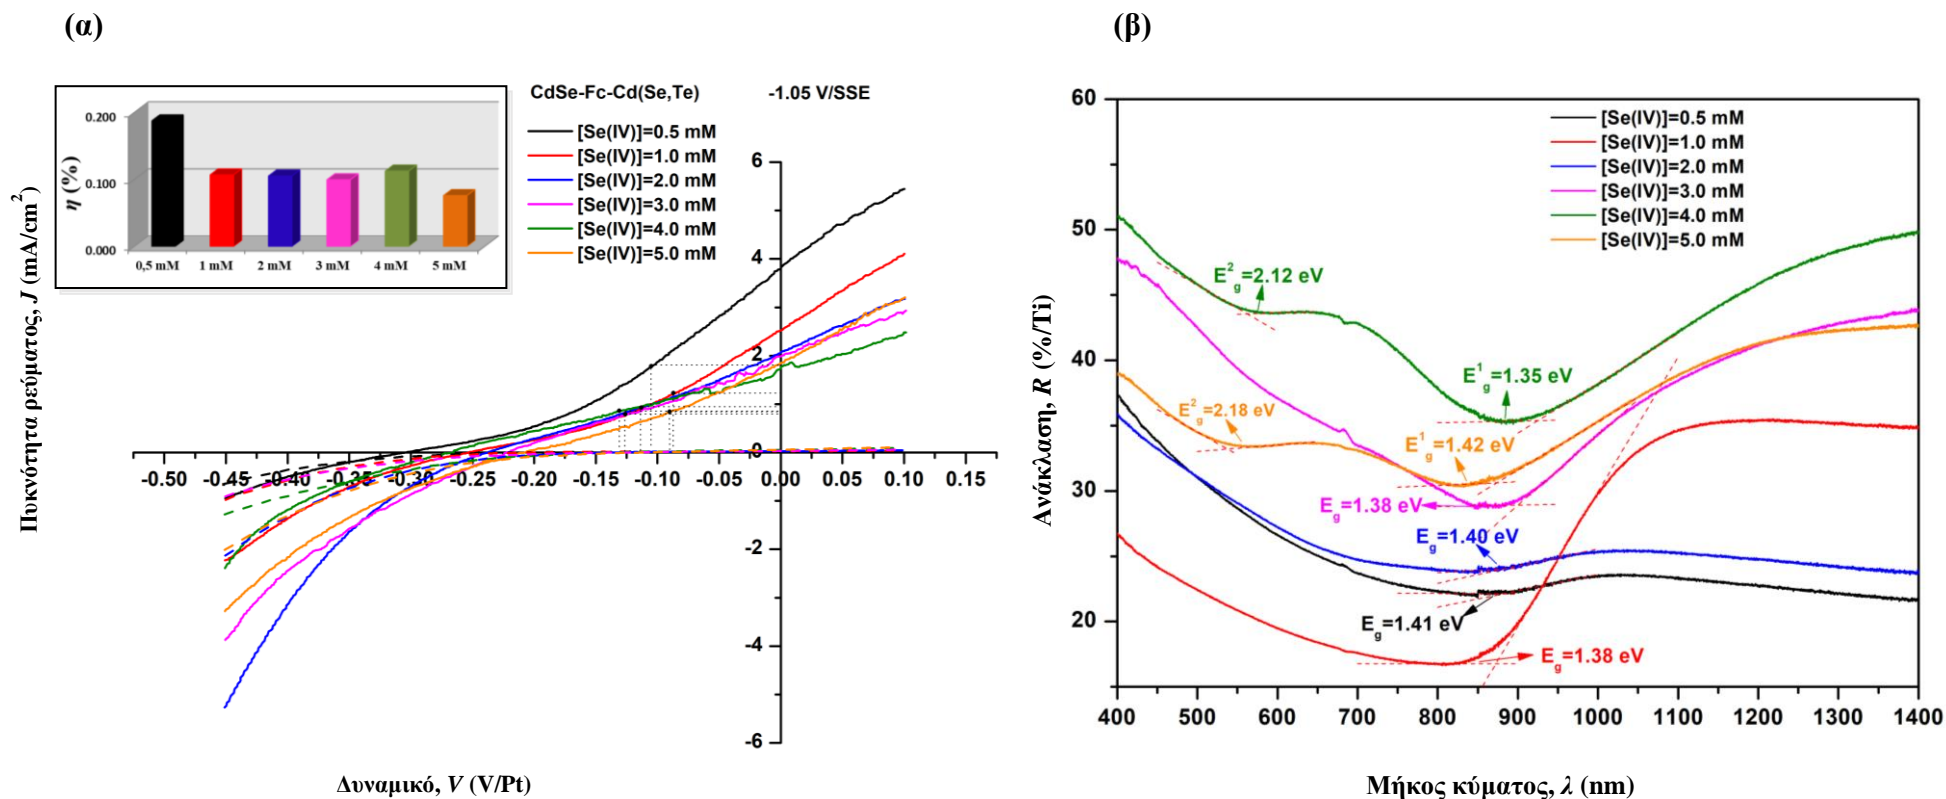 (α)
(β)
CdSe-Fc-Cd(Se,Te) -1.05 V/SSE
[Se(IV)]=0.5 mM
[Se(IV)]=1.0 mM
[Se(IV)]=2.0 mM
[Se(IV)]=3.0 mM
[Se(IV)]=4.0 mM
[Se(IV)]=5.0 mM
η (%)
0.200
0.100
0.000
0,5 mM 1 mM 2 mM 3 mM 4 mM 5 mM
Πυκνότητα ρεύματος, J (mA/cm²)
6
4
2
0
-2
-4
-6
-0.50 -0.45 -0.40 -0.35 -0.30 -0.25 -0.20 -0.15 -0.10 -0.05 0.00 0.05 0.10 0.15
Δυναμικό, V (V/Pt)
Ανάκλαση, R (%/Ti)
60
50
40
30
20
[Se(IV)]=0.5 mM
[Se(IV)]=1.0 mM
[Se(IV)]=2.0 mM
[Se(IV)]=3.0 mM
[Se(IV)]=4.0 mM
[Se(IV)]=5.0 mM
E²g=2.12 eV
E¹g=1.35 eV
E²g=2.18 eV
E¹g=1.42 eV
Eg=1.38 eV
Eg=1.40 eV
Eg=1.41 eV
Eg=1.38 eV
400 500 600 700 800 900 1000 1100 1200 1300 1400
Μήκος κύματος, λ (nm)